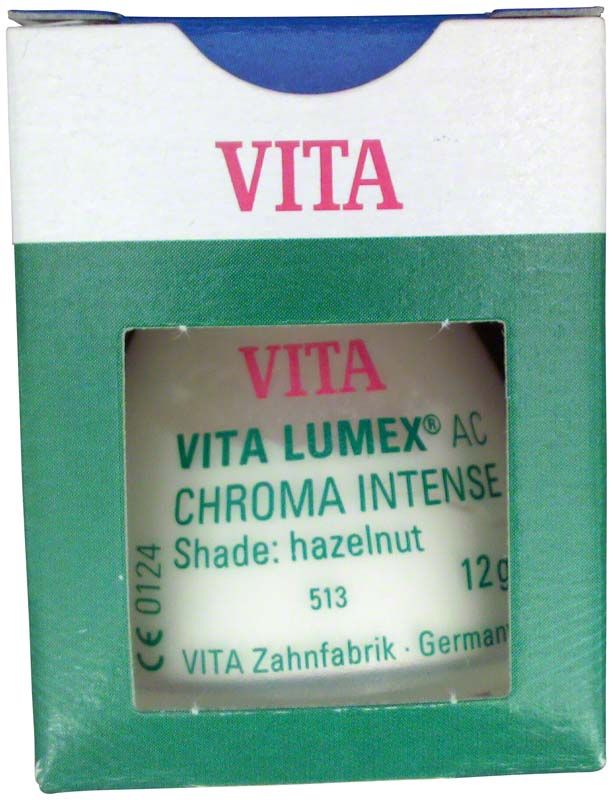 VITA
VITA
VITA LUMEX® AC
CHROMA INTENSE
Shade: hazelnut
513
12g
CE 0124
VITA Zahnfabrik · German